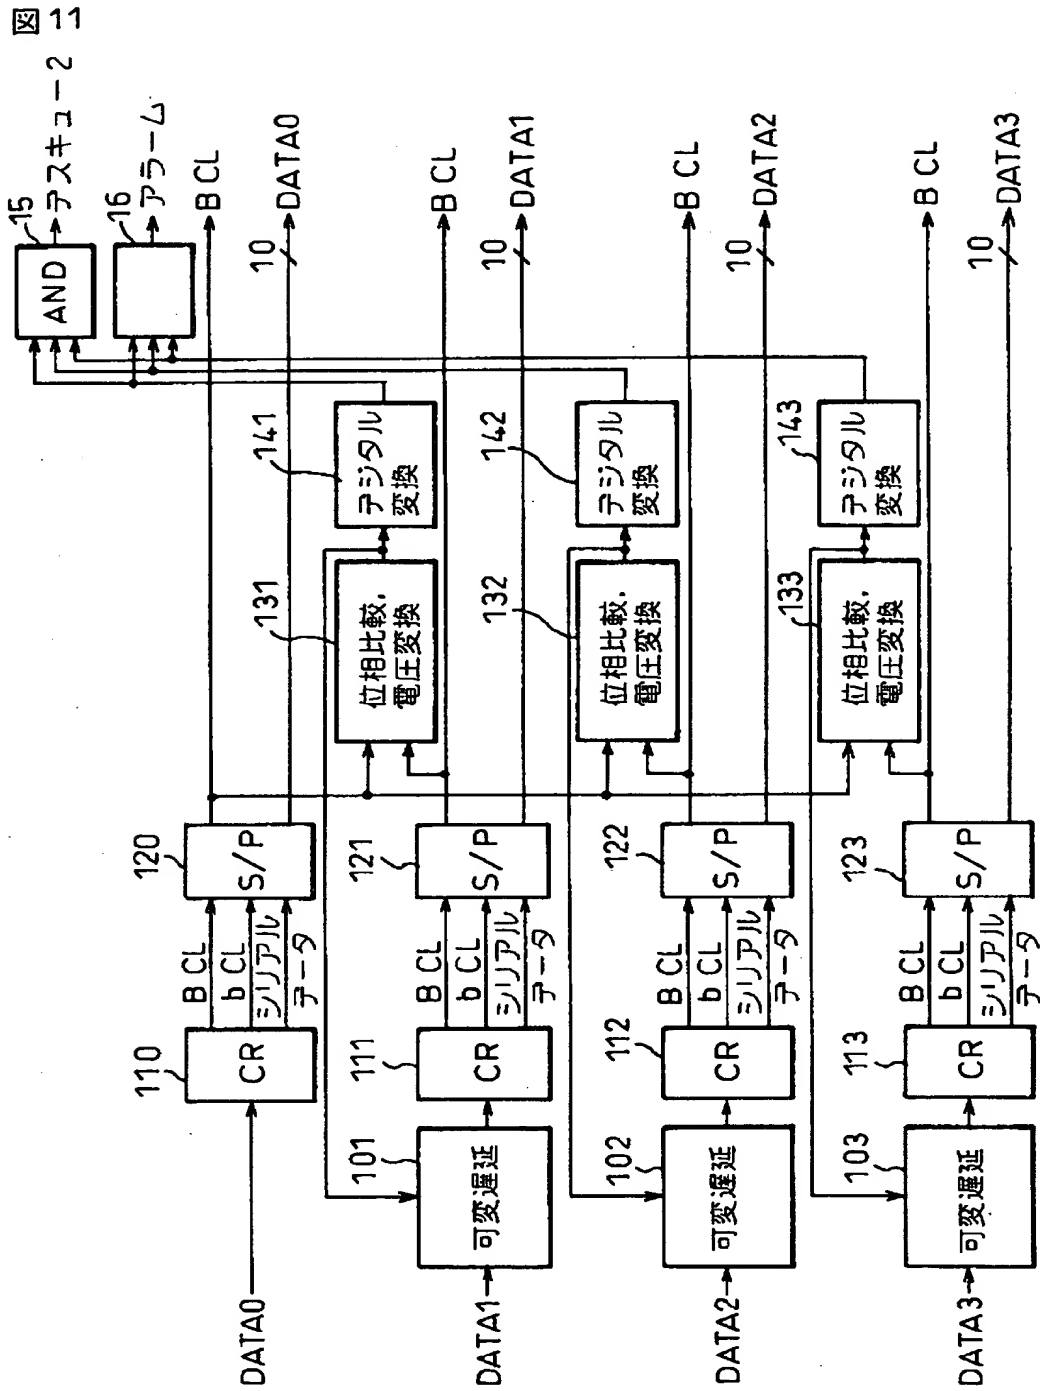 図11
15
AND
デスキュー2
16
アラーム
120
B CL
110
B CL
S/P
DATA0
CR
b CL
10
DATA0
シリアル
データ
131
141
位相比較,
電圧変換
デジタル
変換
101
111
121
B CL
B CL
DATA1
可変遅延
CR
b CL
S/P
10
DATA1
シリアル
データ
132
142
位相比較,
電圧変換
デジタル
変換
102
112
122
B CL
B CL
DATA2
可変遅延
CR
b CL
S/P
10
DATA2
シリアル
データ
133
143
位相比較,
電圧変換
デジタル
変換
103
113
123
B CL
B CL
DATA3
可変遅延
CR
b CL
S/P
10
DATA3
シリアル
データ